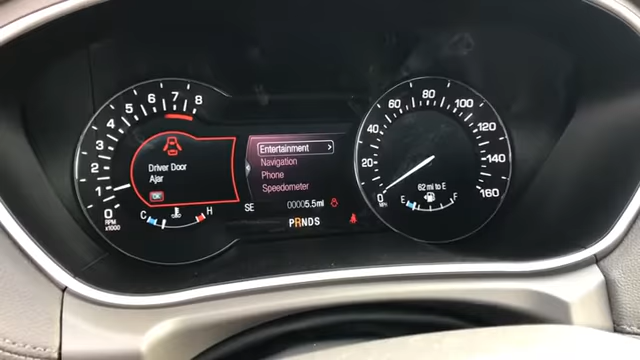 0
1
2
3
4
5
6
7
8
RPM
x1000
Driver Door
Ajar
OK
C
H
Entertainment >
Navigation
Phone
Speedometer
SE
00005.5mi
PRNDS
0
20
40
60
80
100
120
140
160
MPH
62 mi to E
E
F